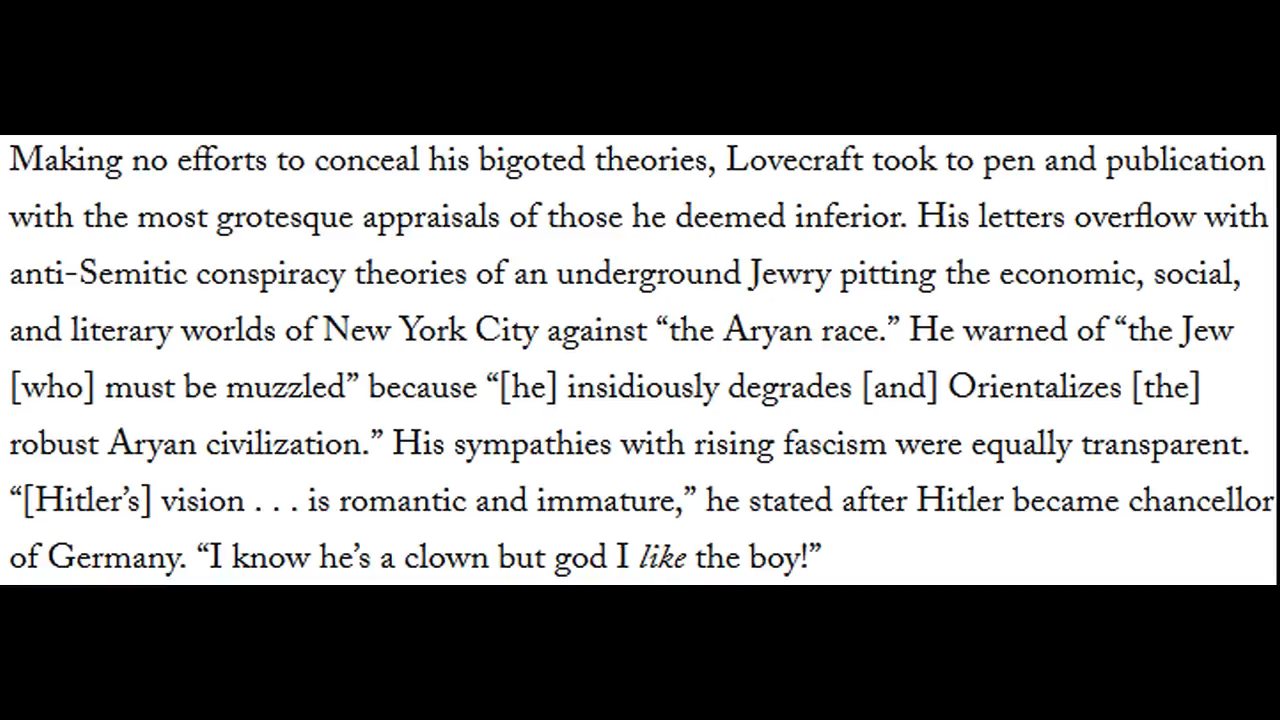 Making no efforts to conceal his bigoted theories, Lovecraft took to pen and publication
with the most grotesque appraisals of those he deemed inferior. His letters overflow with
anti-Semitic conspiracy theories of an underground Jewry pitting the economic, social,
and literary worlds of New York City against “the Aryan race.” He warned of “the Jew
[who] must be muzzled” because “[he] insidiously degrades [and] Orientalizes [the]
robust Aryan civilization.” His sympathies with rising fascism were equally transparent.
“[Hitler’s] vision . . . is romantic and immature,” he stated after Hitler became chancellor
of Germany. “I know he’s a clown but god I like the boy!”